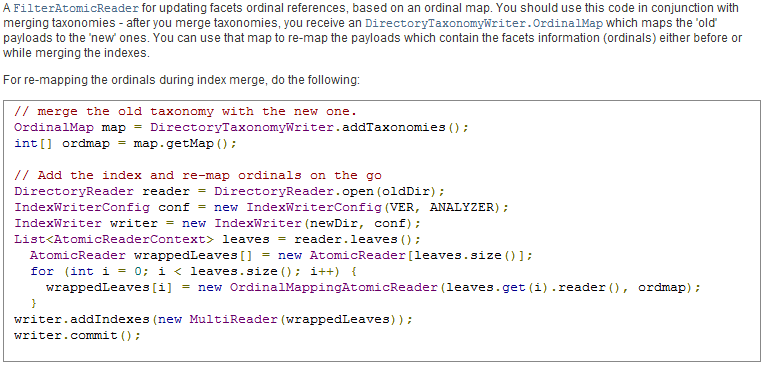 A FilterAtomicReader for updating facets ordinal references, based on an ordinal map. You should use this code in conjunction with
merging taxonomies - after you merge taxonomies, you receive an DirectoryTaxonomyWriter.OrdinalMap which maps the 'old'
payloads to the 'new' ones. You can use that map to re-map the payloads which contain the facets information (ordinals) either before or
while merging the indexes.
For re-mapping the ordinals during index merge, do the following:
// merge the old taxonomy with the new one.
OrdinalMap map = DirectoryTaxonomyWriter.addTaxonomies();
int[] ordmap = map.getMap();
// Add the index and re-map ordinals on the go
DirectoryReader reader = DirectoryReader.open(oldDir);
IndexWriterConfig conf = new IndexWriterConfig(VER, ANALYZER);
IndexWriter writer = new IndexWriter(newDir, conf);
List<AtomicReaderContext> leaves = reader.leaves();
  AtomicReader wrappedLeaves[] = new AtomicReader[leaves.size()];
  for (int i = 0; i < leaves.size(); i++) {
    wrappedLeaves[i] = new OrdinalMappingAtomicReader(leaves.get(i).reader(), ordmap);
  }
writer.addIndexes(new MultiReader(wrappedLeaves));
writer.commit();